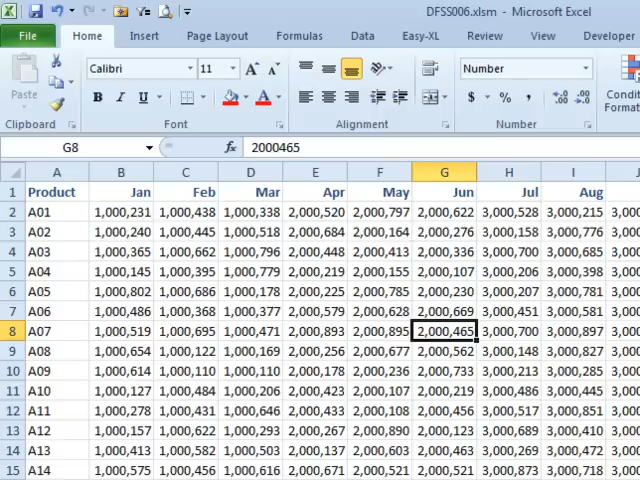 DFSS006.xlsm - Microsoft Excel
File Home Insert Page Layout Formulas Data Easy-XL Review View Developer
Paste Calibri 11 A A Number
B I U A $ % , .0 .00 .00 .0 Condit
Format
Clipboard Font Alignment Number
G8 fx 2000465
A B C D E F G H I J
1 Product Jan Feb Mar Apr May Jun Jul Aug
2 A01 1,000,231 1,000,438 1,000,338 2,000,520 2,000,797 2,000,622 3,000,528 3,000,215
3 A02 1,000,240 1,000,445 1,000,518 2,000,684 2,000,164 2,000,276 3,000,158 3,000,776
4 A03 1,000,365 1,000,662 1,000,796 2,000,448 2,000,413 2,000,336 3,000,700 3,000,685
5 A04 1,000,145 1,000,395 1,000,779 2,000,219 2,000,155 2,000,107 3,000,206 3,000,398
6 A05 1,000,802 1,000,686 1,000,178 2,000,225 2,000,785 2,000,230 3,000,207 3,000,781
7 A06 1,000,486 1,000,368 1,000,377 2,000,579 2,000,628 2,000,669 3,000,451 3,000,581
8 A07 1,000,519 1,000,695 1,000,471 2,000,893 2,000,895 2,000,465 3,000,700 3,000,897
9 A08 1,000,654 1,000,122 1,000,169 2,000,256 2,000,677 2,000,562 3,000,148 3,000,827
10 A09 1,000,614 1,000,110 1,000,110 2,000,178 2,000,236 2,000,733 3,000,213 3,000,285
11 A10 1,000,127 1,000,484 1,000,206 2,000,423 2,000,107 2,000,219 3,000,486 3,000,445
12 A11 1,000,278 1,000,431 1,000,646 2,000,433 2,000,108 2,000,456 3,000,517 3,000,851
13 A12 1,000,157 1,000,622 1,000,293 2,000,267 2,000,890 2,000,123 3,000,689 3,000,410
14 A13 1,000,413 1,000,582 1,000,503 2,000,137 2,000,603 2,000,463 3,000,269 3,000,472
15 A14 1,000,575 1,000,456 1,000,616 2,000,671 2,000,521 2,000,521 3,000,873 3,000,718